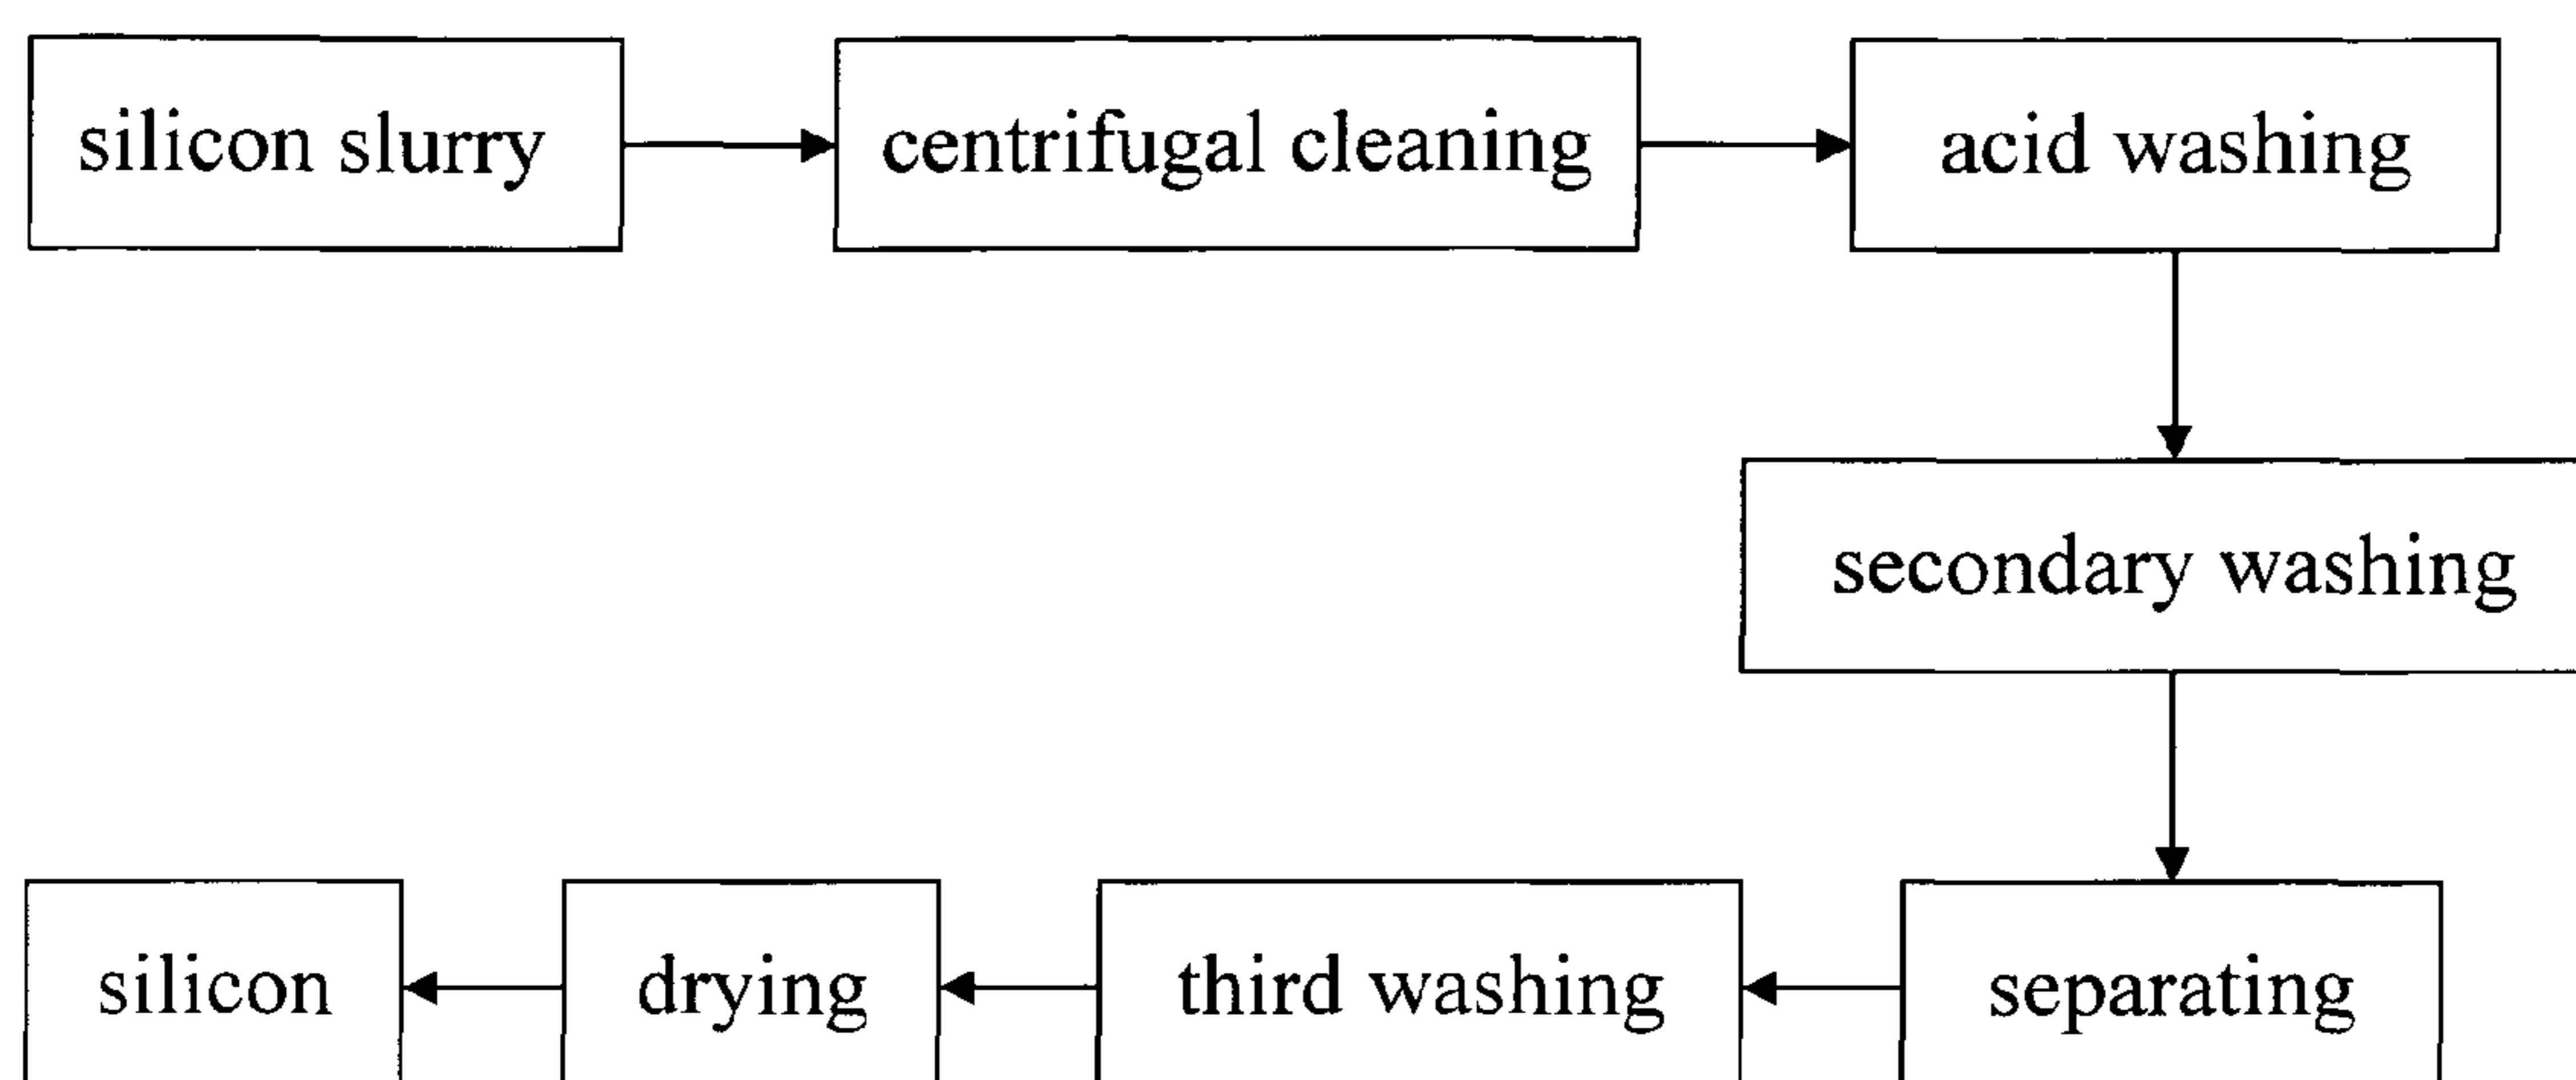 silicon slurry
centrifugal cleaning
acid washing
secondary washing
silicon
drying
third washing
separating